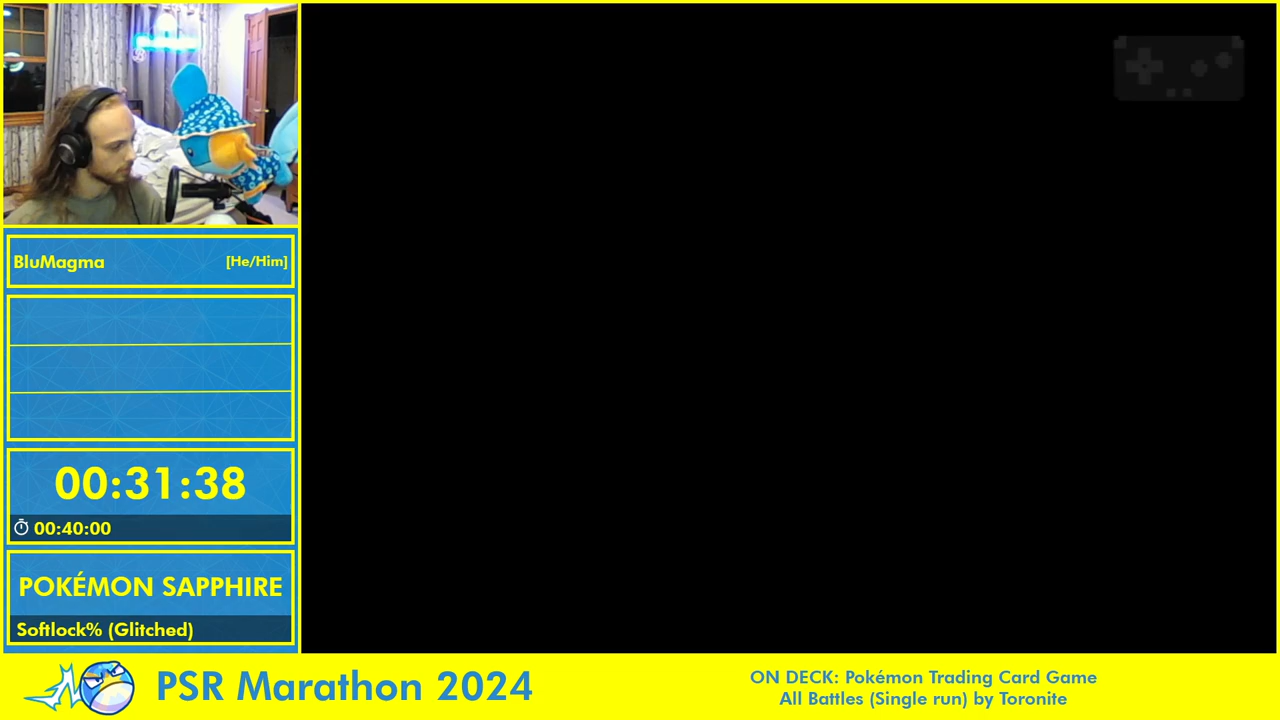 BluMagma [He/Him]
00:31:38
00:40:00
POKÉMON SAPPHIRE
Softlock% (Glitched)
PSR Marathon 2024
ON DECK: Pokémon Trading Card Game
All Battles (Single run) by Toronite